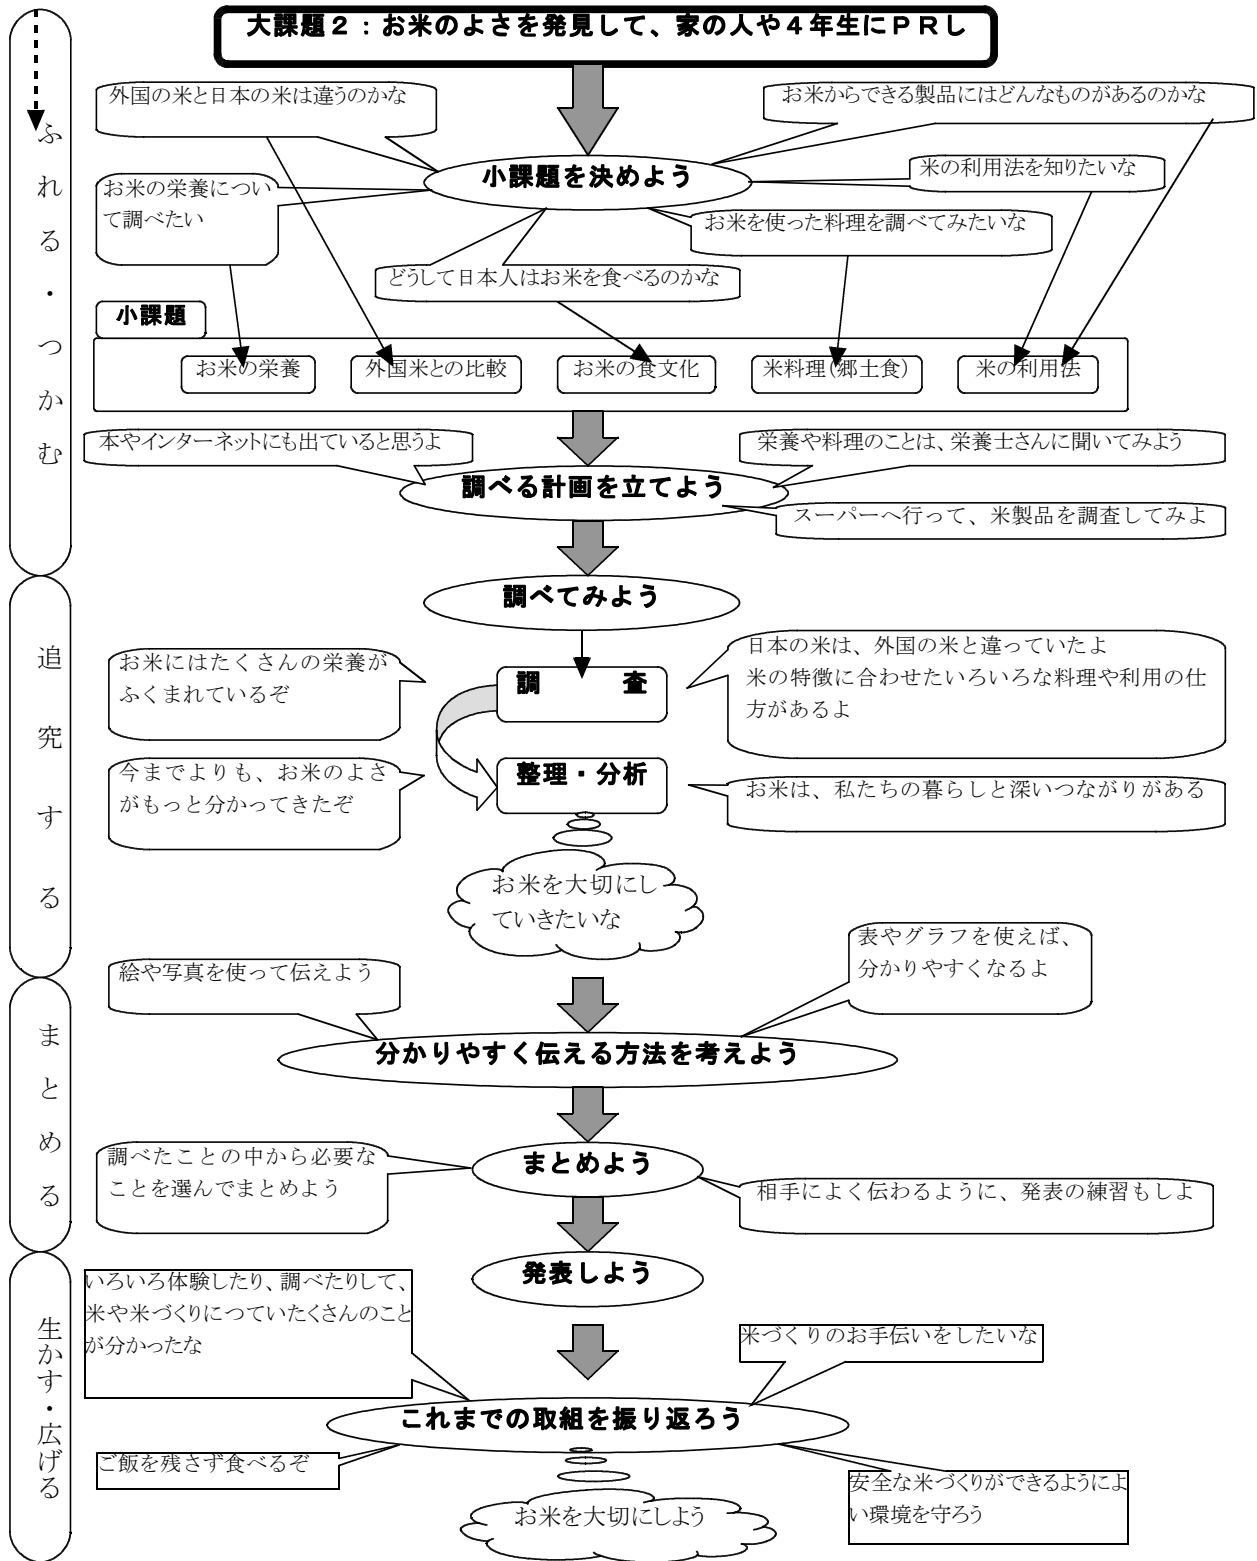 大課題２：お米のよさを発見して、家の人や４年生にＰＲし
外国の米と日本の米は違うのかな
お米からできる製品にはどんなものがあるのかな
ふれる・つかむ
小課題を決めよう
米の利用法を知りたいな
お米の栄養につい
て調べたい
お米を使った料理を調べてみたいな
どうして日本人はお米を食べるのかな
小課題
お米の栄養
外国米との比較
お米の食文化
米料理（郷土食）
米の利用法
本やインターネットにも出ていると思うよ
栄養や料理のことは、栄養士さんに聞いてみよう
調べる計画を立てよう
スーパーへ行って、米製品を調査してみよ
追究する
調べてみよう
お米にはたくさんの栄養が
ふくまれているぞ
調　査
日本の米は、外国の米と違っていたよ
米の特徴に合わせたいろいろな料理や利用の仕
方があるよ
今までよりも、お米のよさ
がもっと分かってきたぞ
整理・分析
お米は、私たちの暮らしと深いつながりがある
お米を大切にし
ていきたいな
まとめる
絵や写真を使って伝えよう
表やグラフを使えば、
分かりやすくなるよ
分かりやすく伝える方法を考えよう
調べたことの中から必要な
ことを選んでまとめよう
まとめよう
相手によく伝わるように、発表の練習もしよ
発表しよう
生かす・広げる
いろいろ体験したり、調べたりして、
米や米づくりにつていたくさんのこと
が分かったな
米づくりのお手伝いをしたいな
これまでの取組を振り返ろう
ご飯を残さず食べるぞ
お米を大切にしよう
安全な米づくりができるようによ
い環境を守ろう